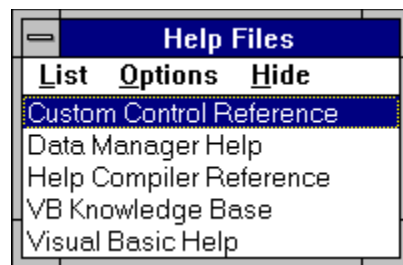 Help Files
List Options Hide
Custom Control Reference
Data Manager Help
Help Compiler Reference
VB Knowledge Base
Visual Basic Help